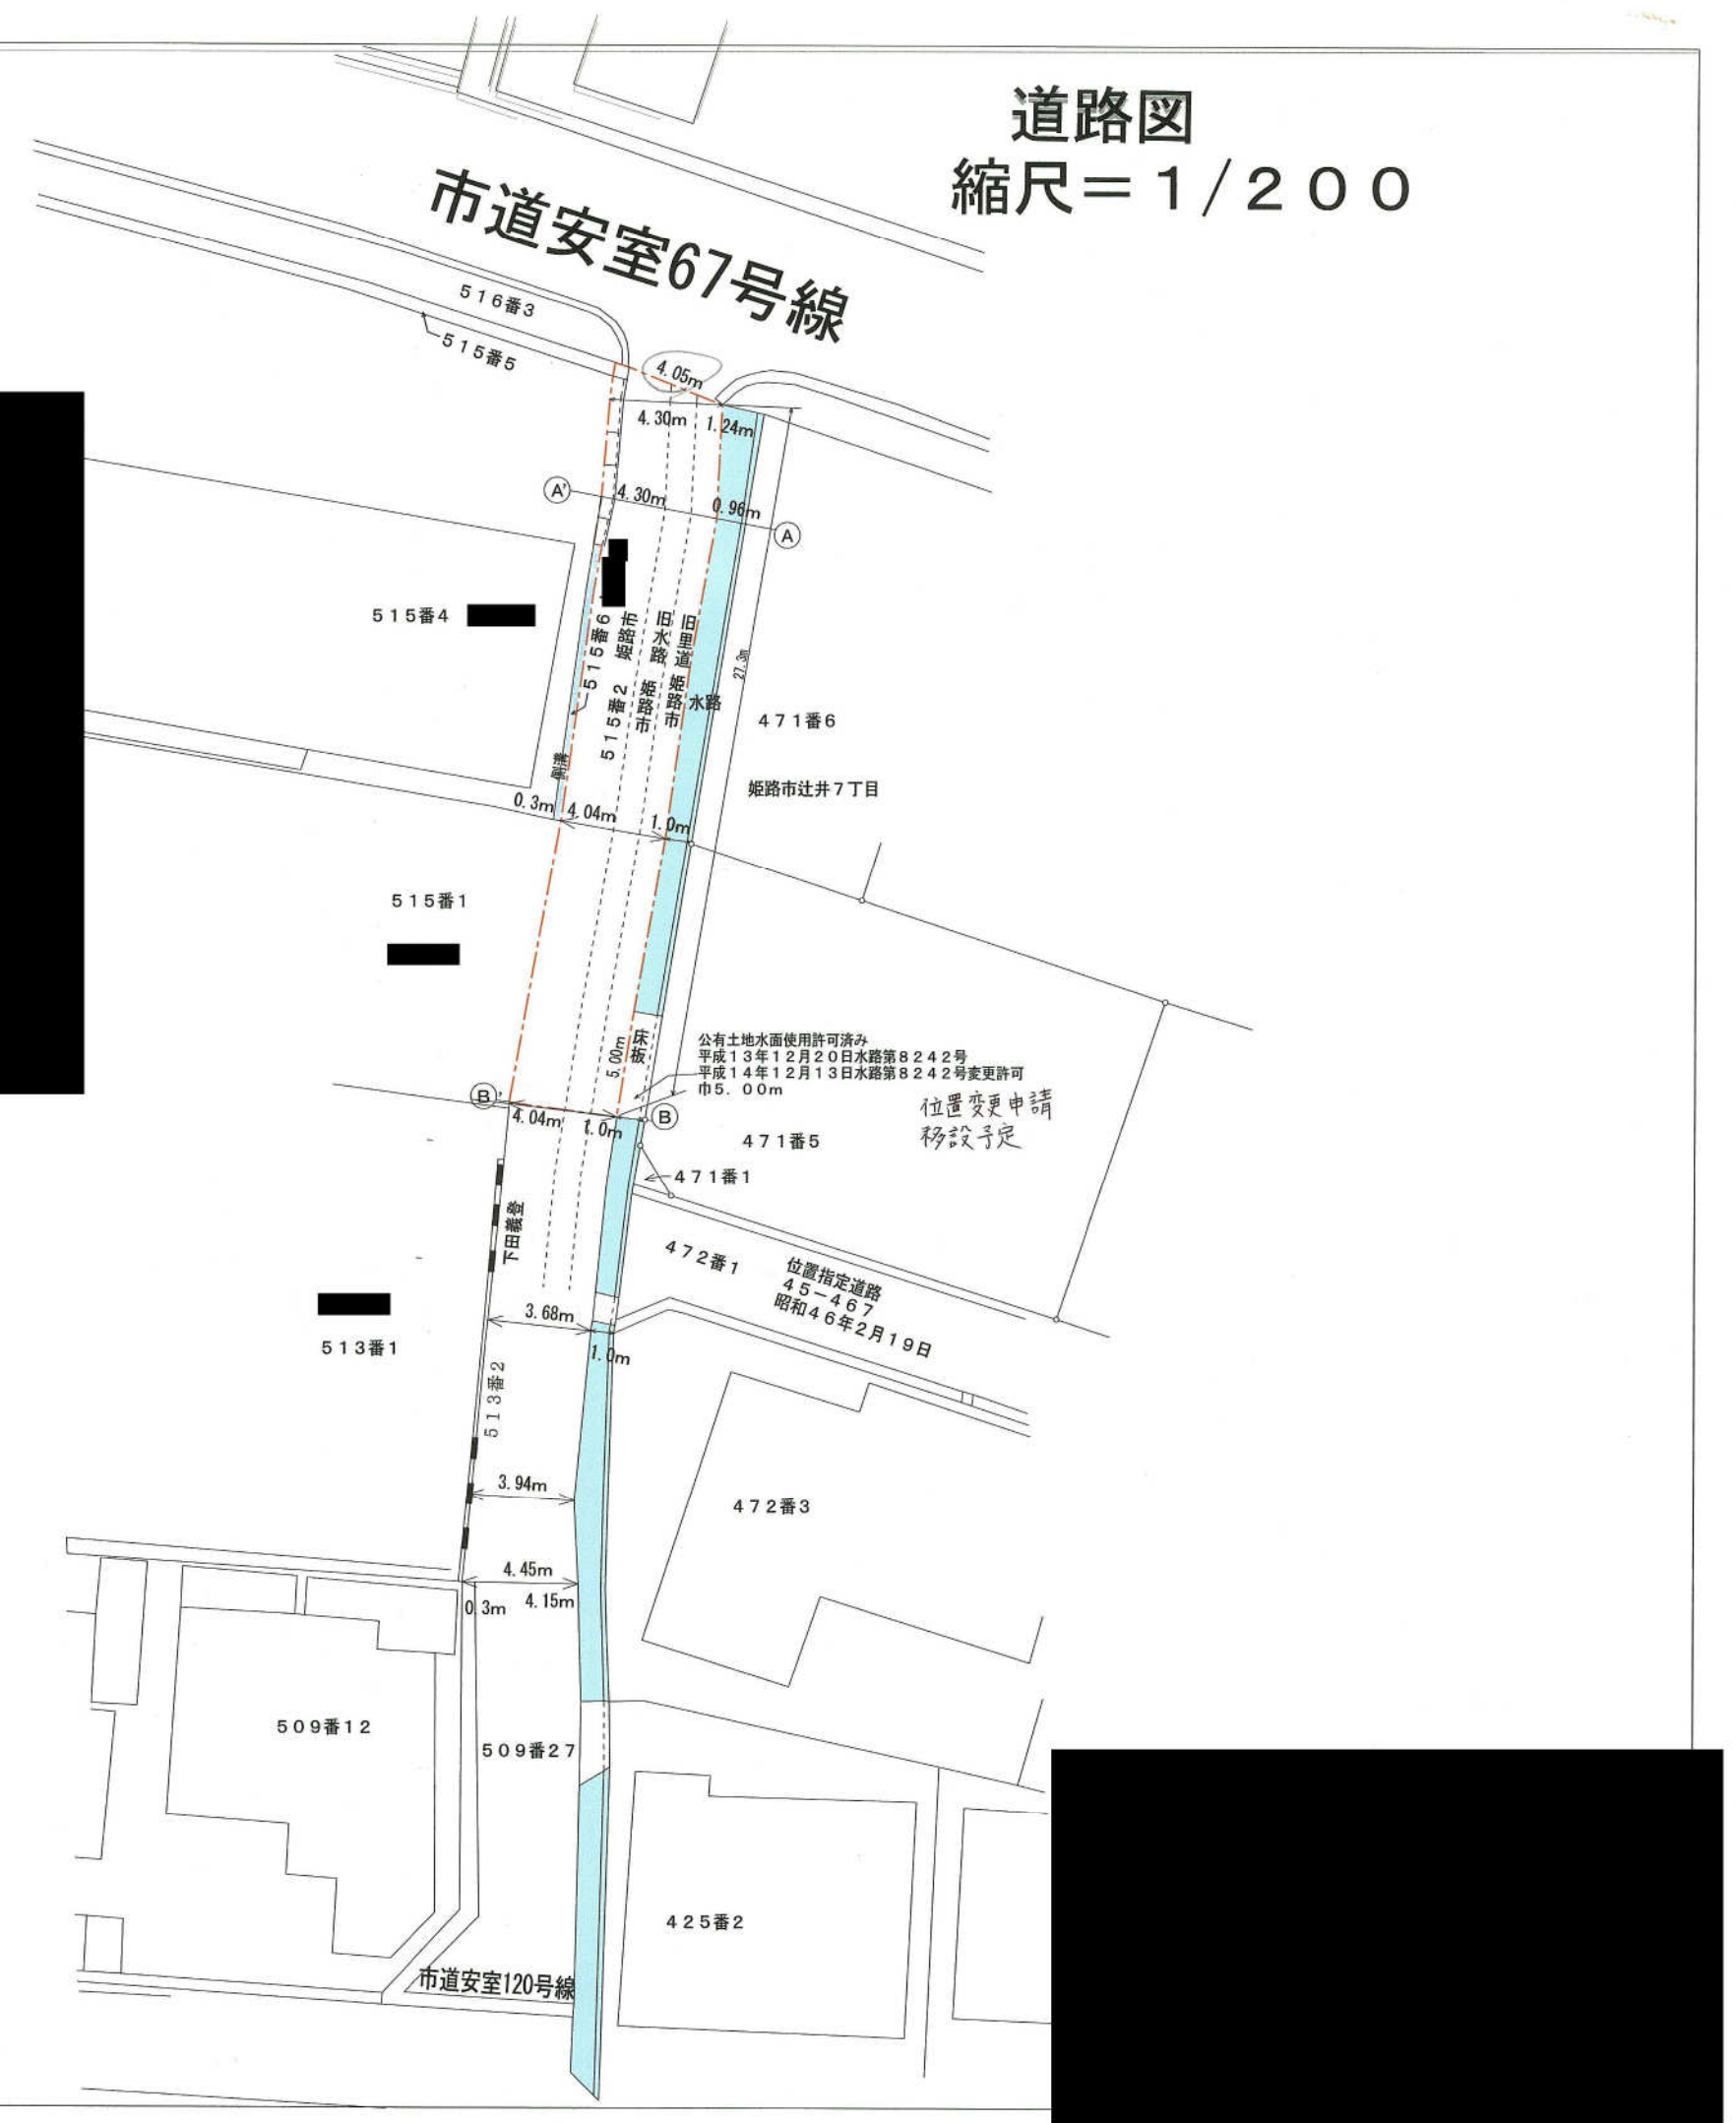 道路図
縮尺＝1/200
市道安室67号線
516番3
515番5
4.05m
4.30m
1.24m
A'
4.30m
0.96m
A
515番4
515番6
515番2
姫路市
旧水路
姫路市
旧里道
姫路市
水路
27.3m
471番6
姫路市辻井7丁目
側溝
0.3m
4.04m
1.0m
515番1
床板
5.00m
公有土地水面使用許可済み
平成13年12月20日水路第8242号
平成14年12月13日水路第8242号変更許可
巾5.00m
位置変更申請
移設予定
B'
4.04m
1.0m
B
471番5
471番1
下田義登
472番1
位置指定道路
45－467
昭和46年2月19日
3.68m
1.0m
513番1
513番2
3.94m
472番3
4.45m
0.3m
4.15m
509番12
509番27
425番2
市道安室120号線